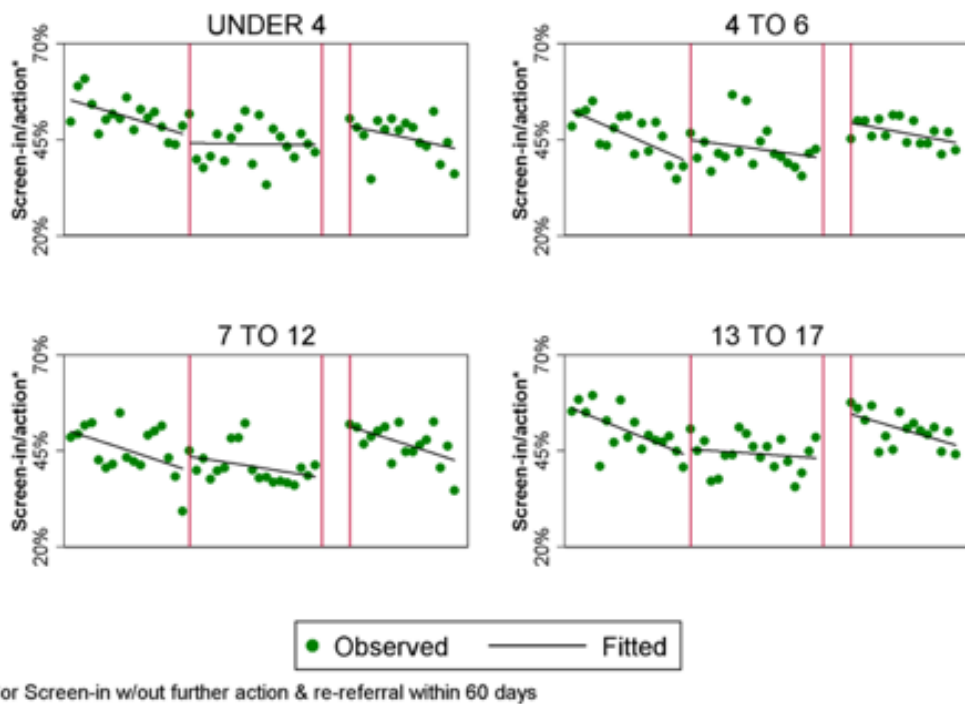 UNDER 4
4 TO 6
70%
45%
20%
Screen-in/action*
70%
45%
20%
Screen-in/action*
7 TO 12
13 TO 17
70%
45%
20%
Screen-in/action*
70%
45%
20%
Screen-in/action*
Observed
Fitted
or Screen-in w/out further action & re-referral within 60 days